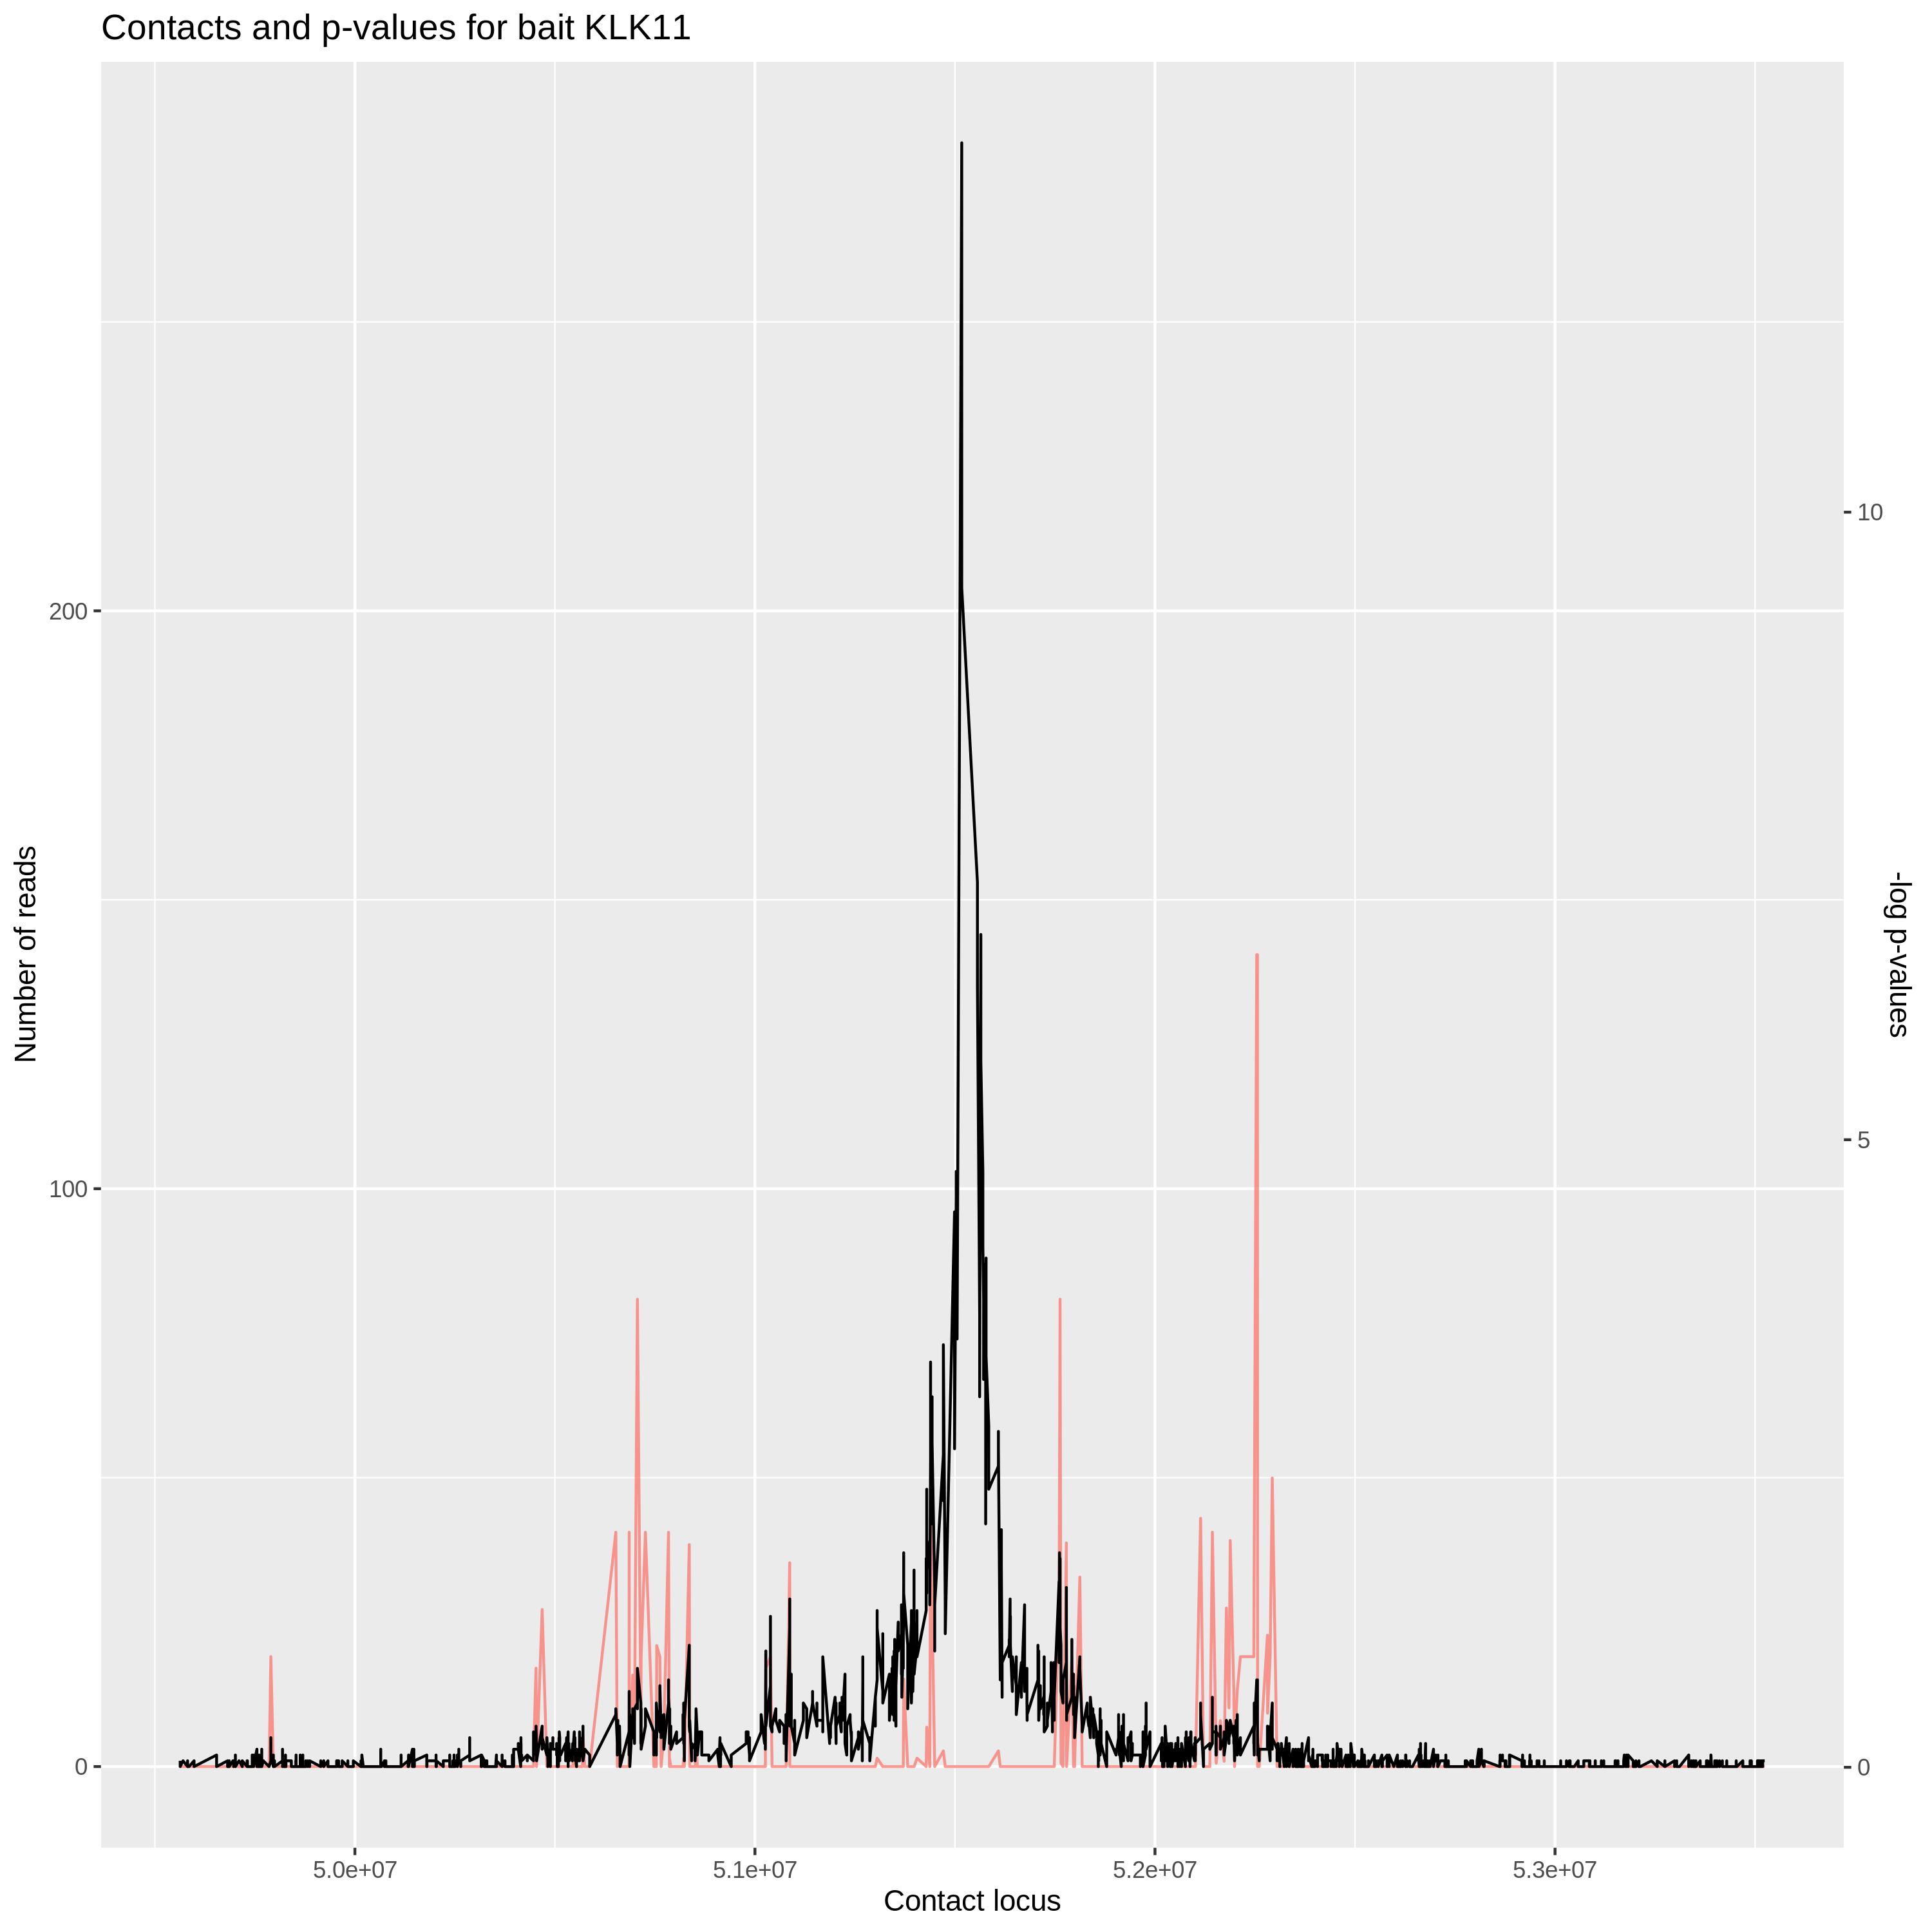 Contacts and p-values for bait KLK11
Number of reads
200
100
0
10
5
0
-log p-values
5.0e+07 5.1e+07 5.2e+07 5.3e+07
Contact locus